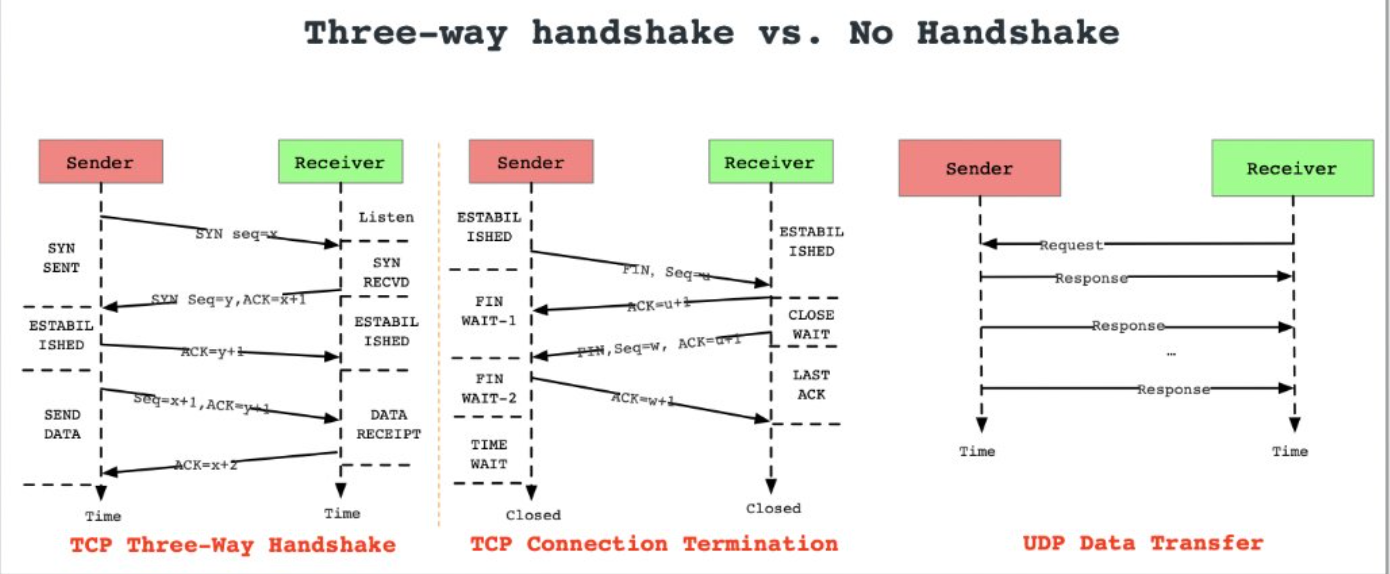 Three-way handshake vs. No Handshake
Sender
Receiver
Listen
SYN seq=x
SYN
SENT
SYN
RECVD
SYN Seq=y,ACK=x+1
ESTABIL
ISHED
ESTABIL
ISHED
ACK=y+1
Seq=x+1,ACK=y+1
SEND
DATA
DATA
RECEIPT
ACK=x+2
Time
Time
TCP Three-Way Handshake
Sender
Receiver
ESTABIL
ISHED
ESTABIL
ISHED
FIN, Seq=u
FIN
WAIT-1
ACK=u+1
CLOSE
WAIT
FIN,Seq=w, ACK=u+1
FIN
WAIT-2
LAST
ACK
ACK=w+1
TIME
WAIT
Closed
Closed
TCP Connection Termination
Sender
Receiver
Request
Response
Response
…
Response
Time
Time
UDP Data Transfer